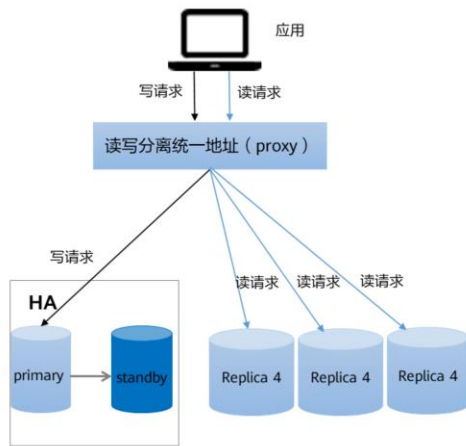 应用
写请求
读请求
读写分离统一地址（proxy）
写请求
读请求
读请求
读请求
HA
primary
standby
Replica 4
Replica 4
Replica 4